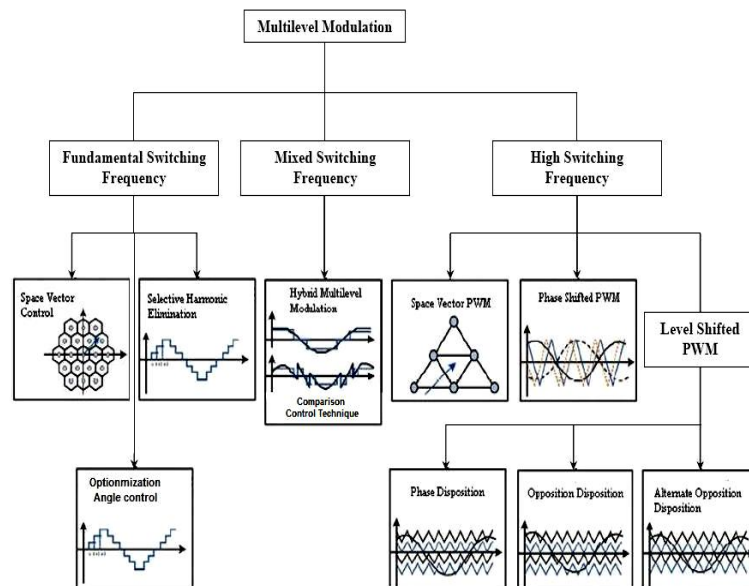 Multilevel Modulation
Fundamental Switching
Frequency
Mixed Switching
Frequency
High Switching
Frequency
Space Vector
Control
Selective Harmonic
Elimination
Hybrid Multilevel
Modulation
Comparison
Control Technique
Space Vector PWM
Phase Shifted PWM
Level Shifted
PWM
Optionmization
Angle control
Phase Disposition
Opposition Disposition
Alternate Opposition
Disposition